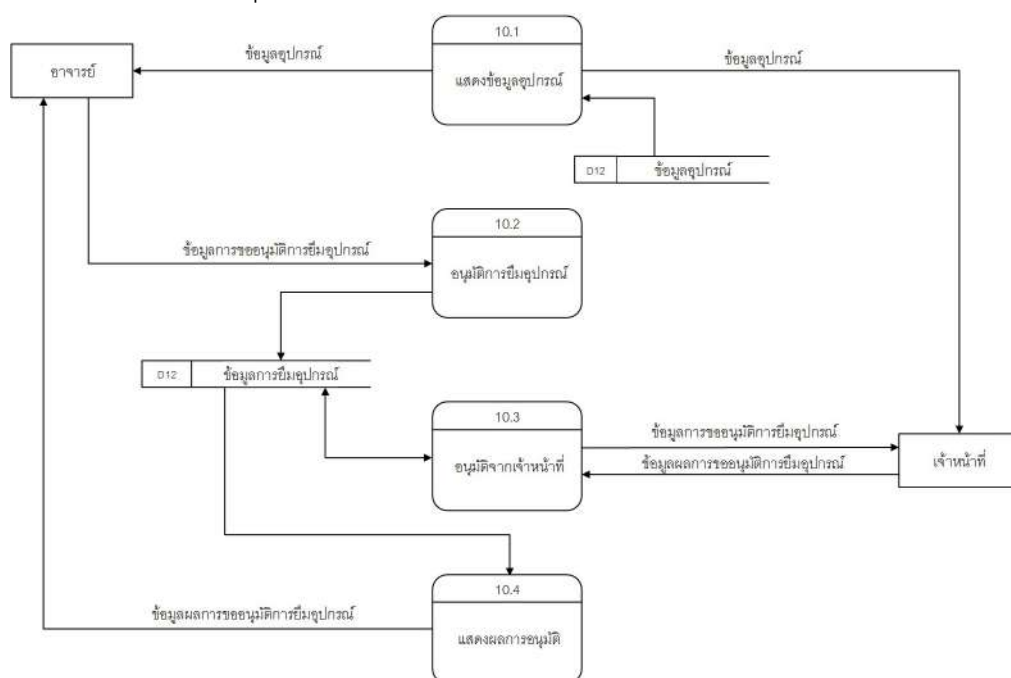 10.1
ข้อมูลอุปกรณ์
ข้อมูลอุปกรณ์
อาจารย์
แสดงข้อมูลอุปกรณ์
D12
ข้อมูลอุปกรณ์
10.2
ข้อมูลการขออนุมัติการยืมอุปกรณ์
อนุมัติการยืมอุปกรณ์
D12
ข้อมูลการยืมอุปกรณ์
10.3
ข้อมูลการขออนุมัติการยืมอุปกรณ์
อนุมัติจากเจ้าหน้าที่
ข้อมูลผลการขออนุมัติการยืมอุปกรณ์
เจ้าหน้าที่
10.4
ข้อมูลผลการขออนุมัติการยืมอุปกรณ์
แสดงผลการอนุมัติ